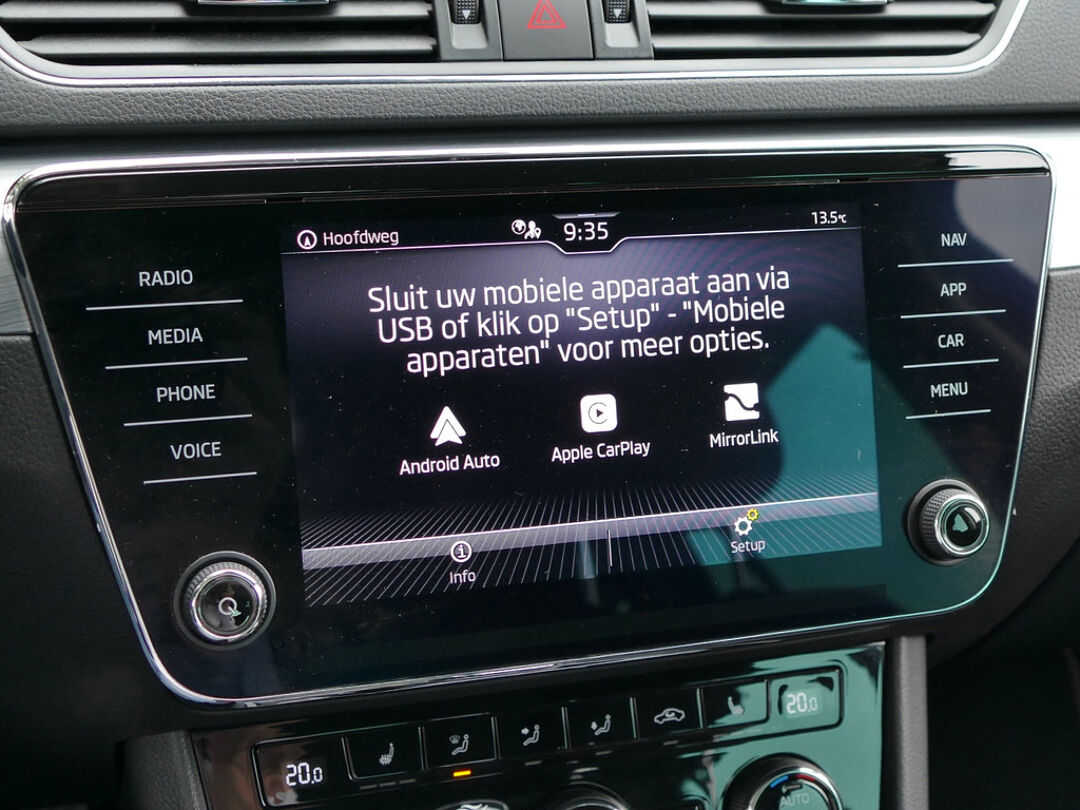 Hoofdweg
9:35
13.5°C
RADIO
MEDIA
PHONE
VOICE
Sluit uw mobiele apparaat aan via
USB of klik op "Setup" - "Mobiele
apparaten" voor meer opties.
Android Auto
Apple CarPlay
MirrorLink
Info
Setup
NAV
APP
CAR
MENU
20.0
20.0
AUTO